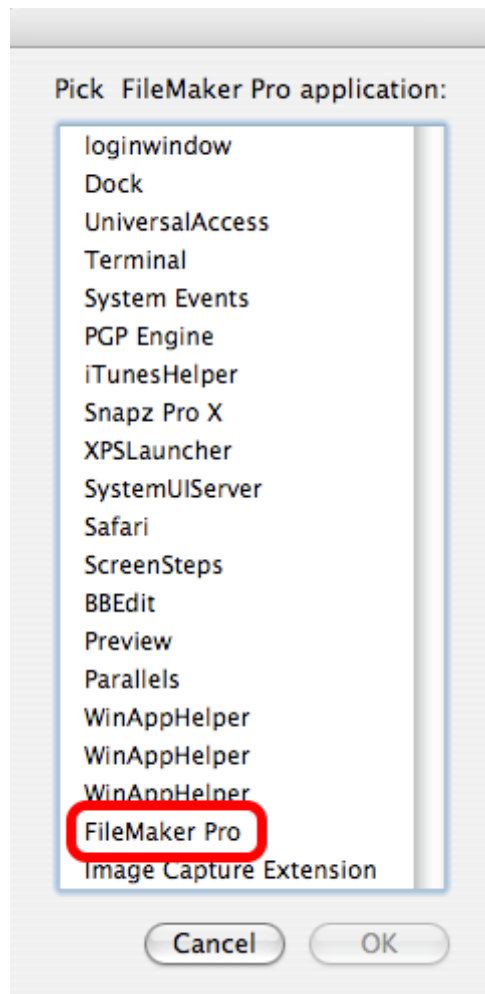 Pick FileMaker Pro application:
loginwindow
Dock
UniversalAccess
Terminal
System Events
PGP Engine
iTunesHelper
Snapz Pro X
XPSLauncher
SystemUIServer
Safari
ScreenSteps
BBEdit
Preview
Parallels
WinAppHelper
WinAppHelper
WinAppHelper
FileMaker Pro
Image Capture Extension
Cancel OK